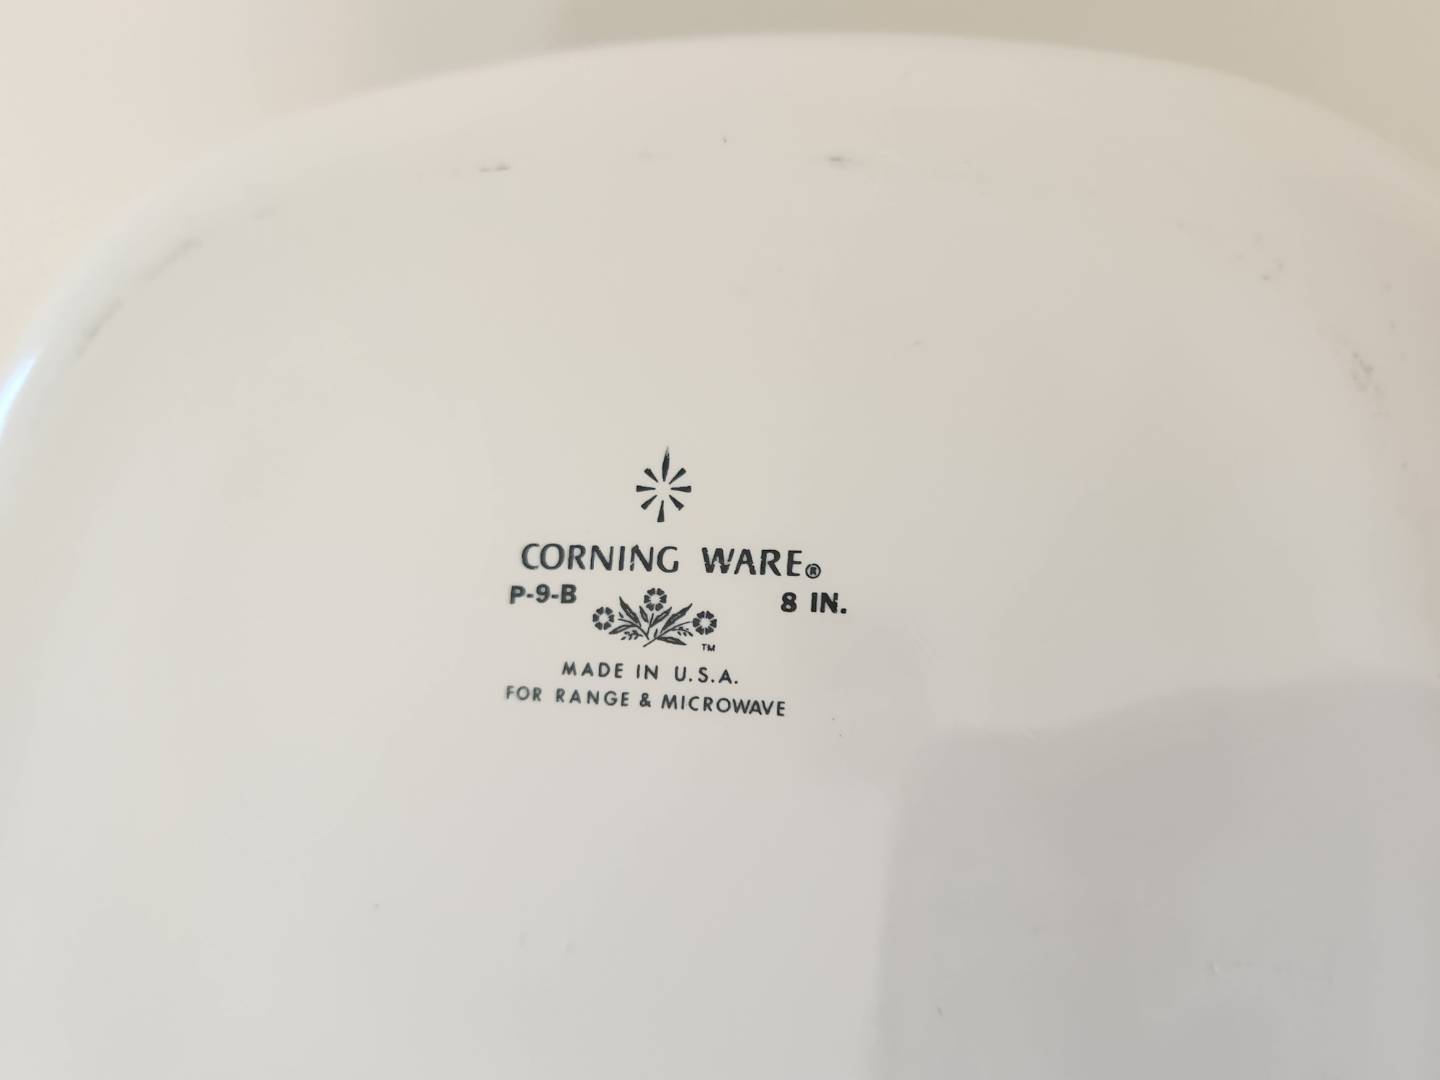 CORNING WARE®
P-9-B 8 IN.
™
MADE IN U.S.A.
FOR RANGE & MICROWAVE